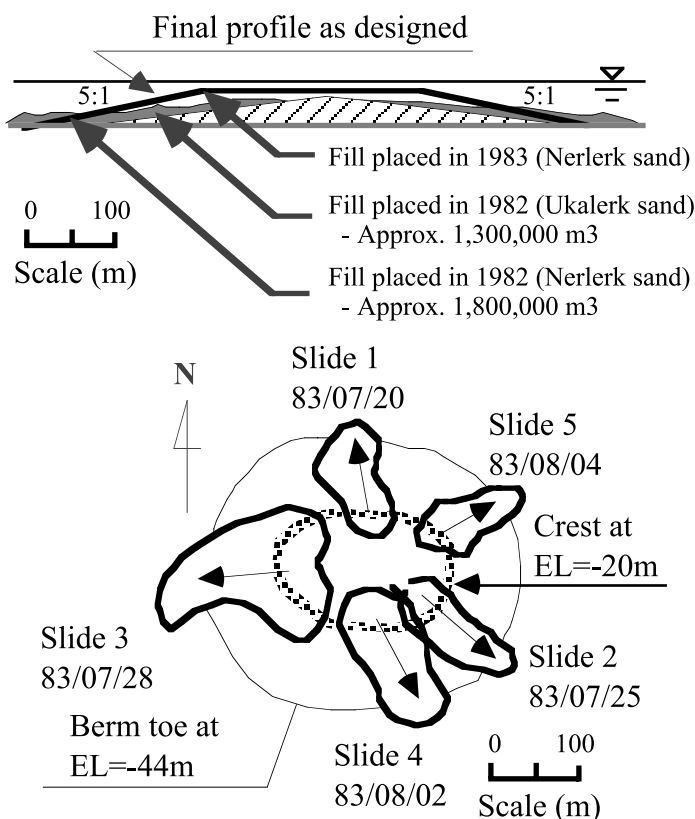 Final profile as designed
5:1
5:1
Fill placed in 1983 (Nerlerk sand)
0 100
Scale (m)
Fill placed in 1982 (Ukalerk sand)
- Approx. 1,300,000 m3
Fill placed in 1982 (Nerlerk sand)
- Approx. 1,800,000 m3
N
Slide 1
83/07/20
Slide 5
83/08/04
Crest at
EL=-20m
Slide 3
83/07/28
Slide 2
83/07/25
Berm toe at
EL=-44m
Slide 4
83/08/02
0 100
Scale (m)